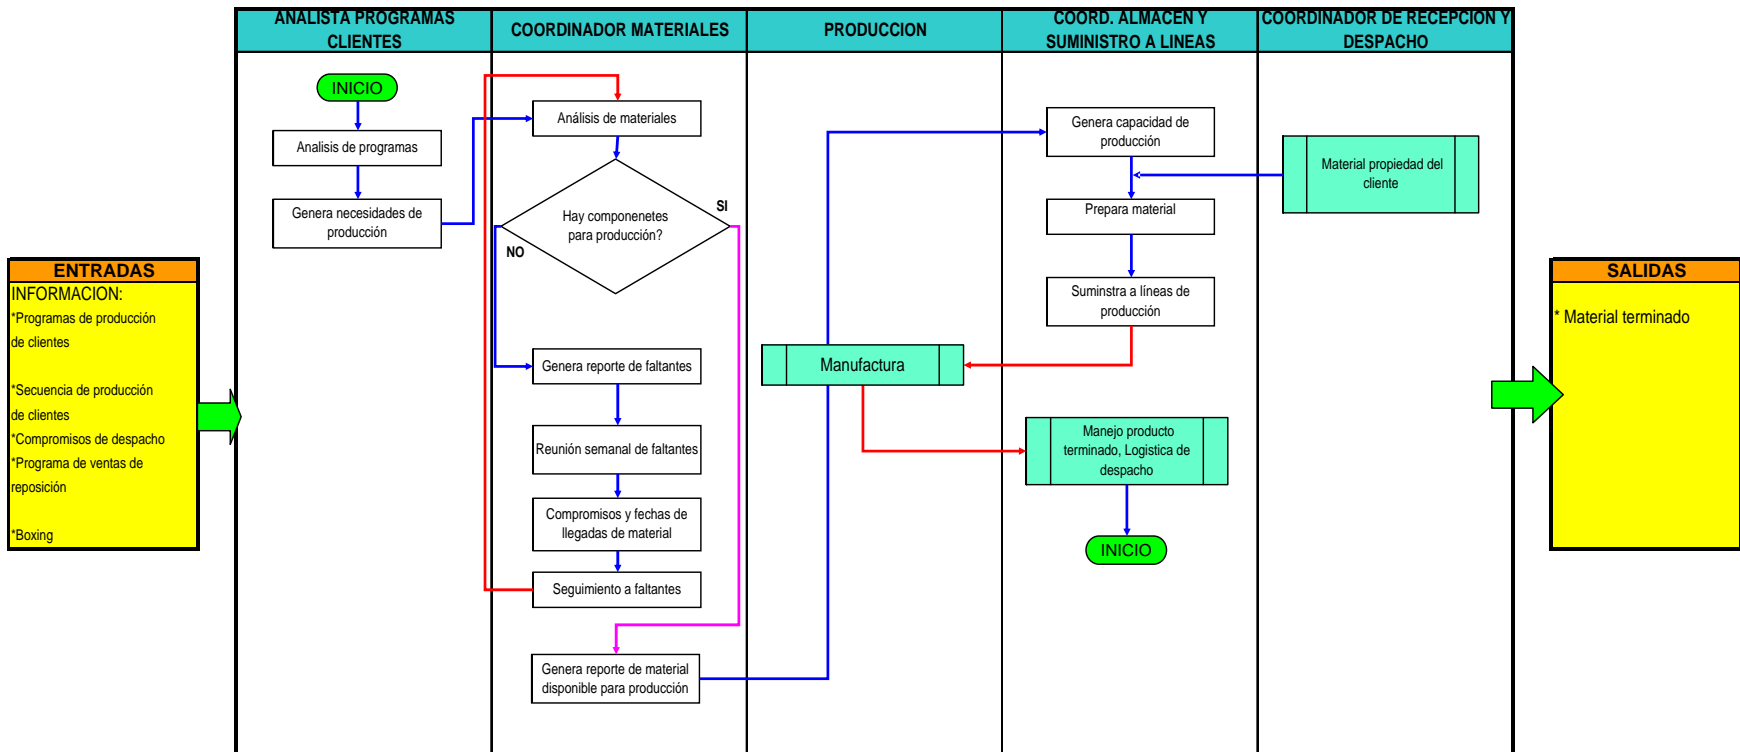 ANALISTA PROGRAMAS
CLIENTES
COORDINADOR MATERIALES
PRODUCCION
COORD. ALMACEN Y
SUMINISTRO A LINEAS
COORDINADOR DE RECEPCION Y
DESPACHO
INICIO
Analisis de programas
Genera necesidades de
producción
Análisis de materiales
Hay componenetes
para producción?
SI
NO
Genera reporte de faltantes
Reunión semanal de faltantes
Compromisos y fechas de
llegadas de material
Seguimiento a faltantes
Genera reporte de material
disponible para producción
Manufactura
Genera capacidad de
producción
Prepara material
Suminstra a líneas de
producción
Manejo producto
terminado, Logistica de
despacho
INICIO
Material propiedad del
cliente
ENTRADAS
INFORMACION:
*Programas de producción
de clientes
*Secuencia de producción
de clientes
*Compromisos de despacho
*Programa de ventas de
reposición
*Boxing
SALIDAS
* Material terminado